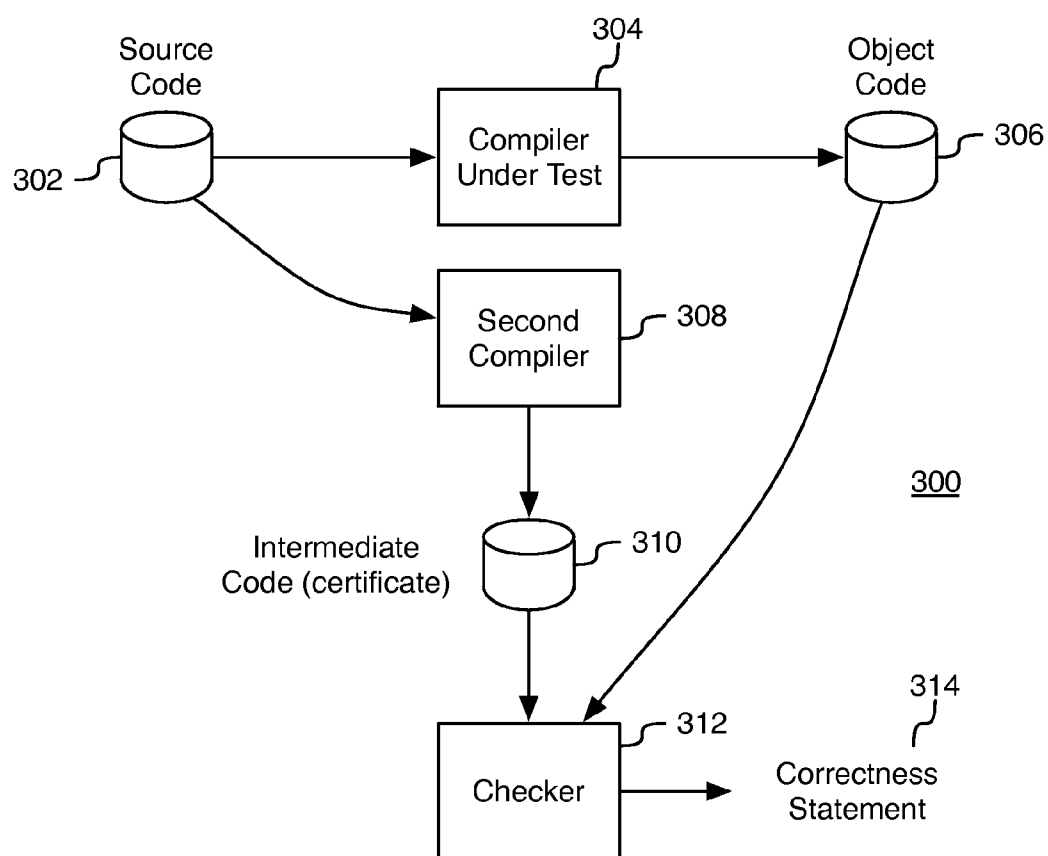 304
Source
Code
Object
Code
Compiler
Under Test
306
302
Second
Compiler
308
300
Intermediate
Code (certificate)
310
314
312
Checker
Correctness
Statement